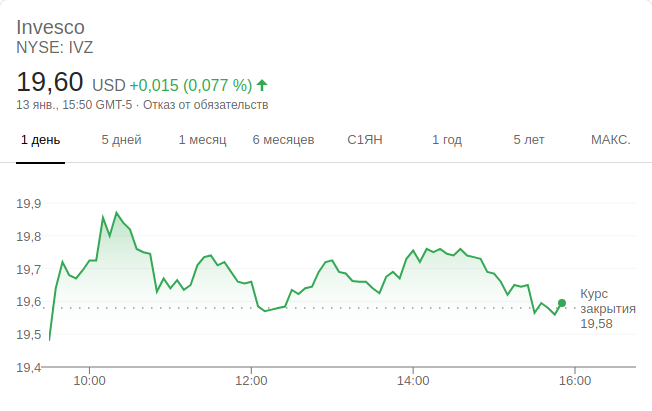 Invesco
NYSE: IVZ
19,60 USD +0,015 (0,077 %)
13 янв., 15:50 GMT-5 · Отказ от обязательств
1 день 5 дней 1 месяц 6 месяцев С1ЯН 1 год 5 лет МАКС.
19,9
19,8
19,7
19,6
19,5
19,4
Курс
закрытия
19,58
10:00 12:00 14:00 16:00